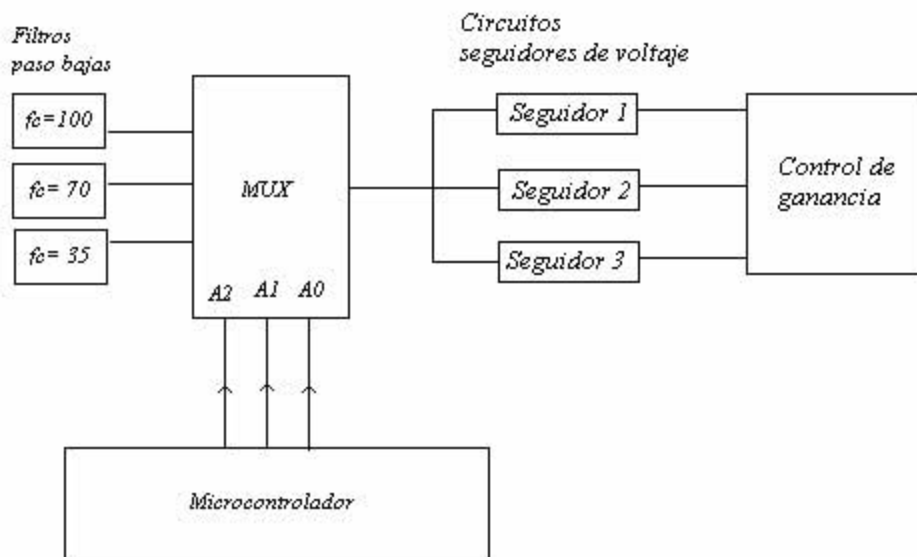 Filtros
paso bajas
fc=100
fc= 70
fc= 35
MUX
A2 A1 A0
Circuitos
seguidores de voltaje
Seguidor 1
Seguidor 2
Seguidor 3
Control de
ganancia
Microcontrolador